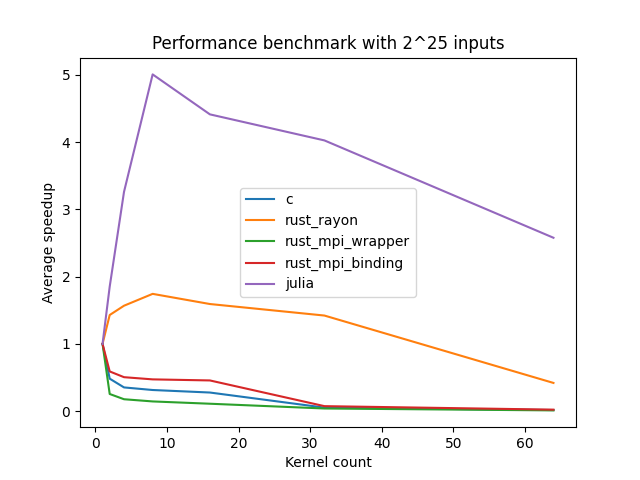 Performance benchmark with 2^25 inputs
Average speedup
5
4
3
2
1
0
c
rust_rayon
rust_mpi_wrapper
rust_mpi_binding
julia
0 10 20 30 40 50 60
Kernel count